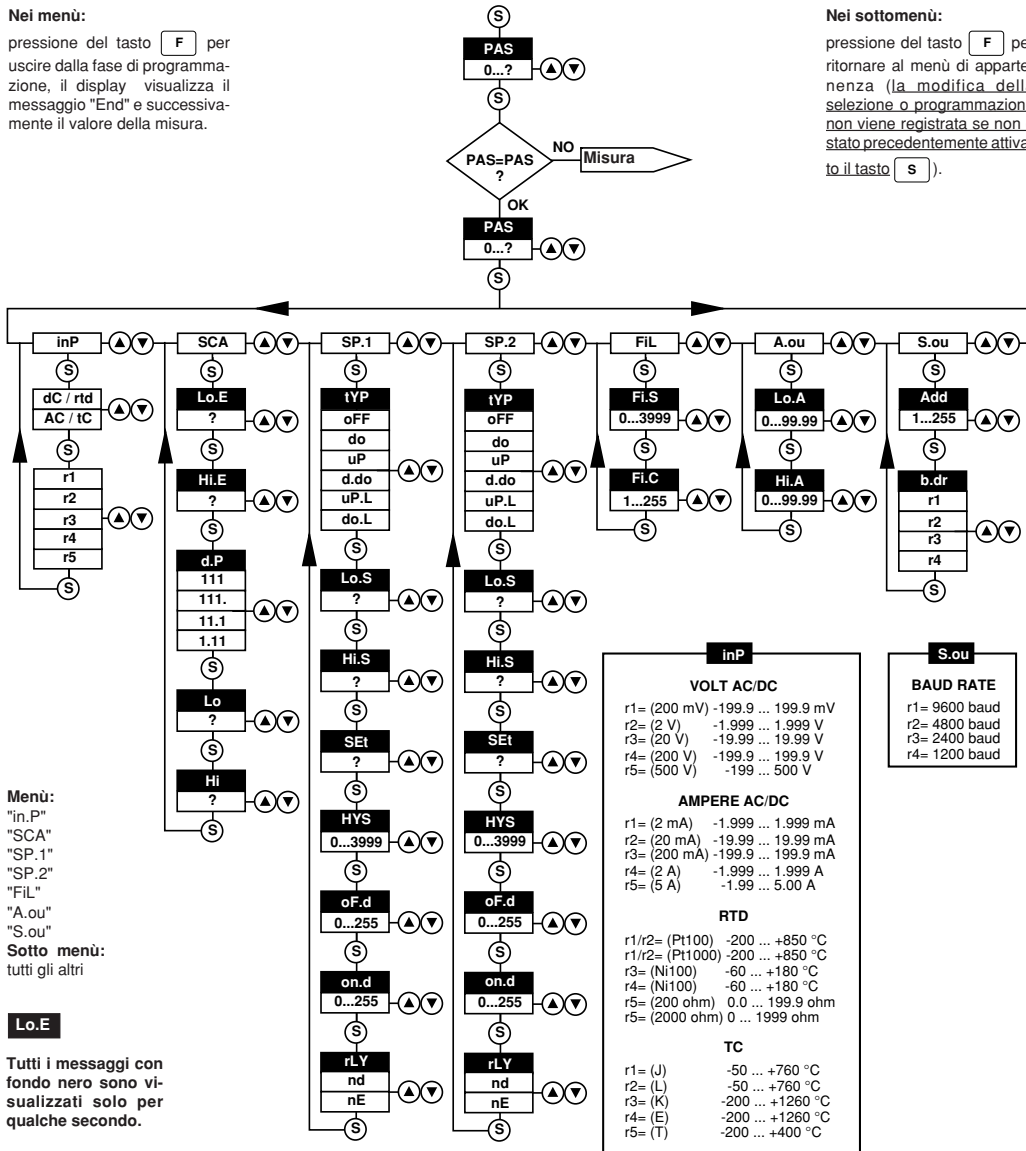 Nei menù:
pressione del tasto F per
uscire dalla fase di programma-
zione, il display visualizza il
messaggio "End" e successiva-
mente il valore della misura.
Nei sottomenù:
pressione del tasto F pe
ritornare al menù di apparte
nenza (la modifica dell
selezione o programmazion
non viene registrata se non
stato precedentemente attiva
to il tasto S ).
S
PAS
0...?
S
PAS=PAS
?
NO
Misura
OK
PAS
0...?
S
inP
S
dC / rtd
AC / tC
S
r1
r2
r3
r4
r5
S
SCA
S
Lo.E
?
S
Hi.E
?
S
d.P
111
111.
11.1
1.11
S
Lo
?
S
Hi
?
S
SP.1
S
tYP
oFF
do
uP
d.do
uP.L
do.L
S
Lo.S
?
S
Hi.S
?
S
SEt
?
S
HYS
0...3999
S
oF.d
0...255
S
on.d
0...255
S
rLY
nd
nE
S
SP.2
S
tYP
oFF
do
uP
d.do
uP.L
do.L
S
Lo.S
?
S
Hi.S
?
S
SEt
?
S
HYS
0...3999
S
oF.d
0...255
S
on.d
0...255
S
rLY
nd
nE
S
FiL
S
Fi.S
0...3999
S
Fi.C
1...255
S
A.ou
S
Lo.A
0...99.99
S
Hi.A
0...99.99
S
S.ou
S
Add
1...255
S
b.dr
r1
r2
r3
r4
S
inP
VOLT AC/DC
r1= (200 mV) -199.9 ... 199.9 mV
r2= (2 V) -1.999 ... 1.999 V
r3= (20 V) -19.99 ... 19.99 V
r4= (200 V) -199.9 ... 199.9 V
r5= (500 V) -199 ... 500 V
AMPERE AC/DC
r1= (2 mA) -1.999 ... 1.999 mA
r2= (20 mA) -19.99 ... 19.99 mA
r3= (200 mA) -199.9 ... 199.9 mA
r4= (2 A) -1.999 ... 1.999 A
r5= (5 A) -1.99 ... 5.00 A
RTD
r1/r2= (Pt100) -200 ... +850 °C
r1/r2= (Pt1000) -200 ... +850 °C
r3= (Ni100) -60 ... +180 °C
r4= (Ni100) -60 ... +180 °C
r5= (200 ohm) 0.0 ... 199.9 ohm
r5= (2000 ohm) 0 ... 1999 ohm
TC
r1= (J) -50 ... +760 °C
r2= (L) -50 ... +760 °C
r3= (K) -200 ... +1260 °C
r4= (E) -200 ... +1260 °C
r5= (T) -200 ... +400 °C
S.ou
BAUD RATE
r1= 9600 baud
r2= 4800 baud
r3= 2400 baud
r4= 1200 baud
Menù:
"in.P"
"SCA"
"SP.1"
"SP.2"
"FiL"
"A.ou"
"S.ou"
Sotto menù:
tutti gli altri
Lo.E
Tutti i messaggi con
fondo nero sono vi-
sualizzati solo per
qualche secondo.